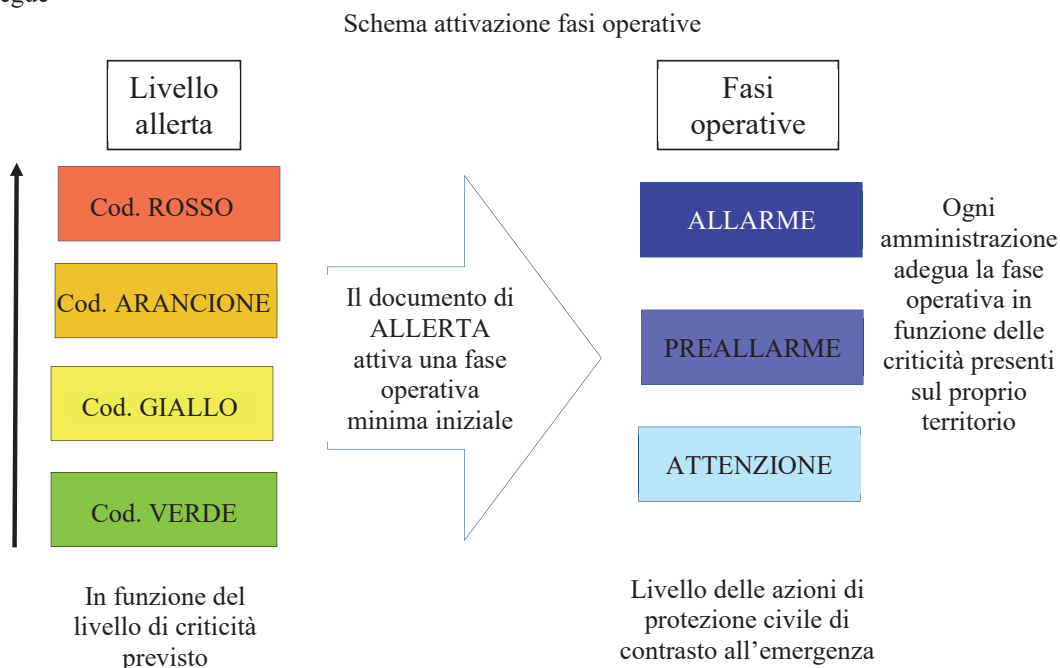 Schema attivazione fasi operative
Livello
allerta
Cod. ROSSO
Cod. ARANCIONE
Cod. GIALLO
Cod. VERDE
In funzione del
livello di criticità
previsto
Il documento di
ALLERTA
attiva una fase
operativa
minima iniziale
Fasi
operative
ALLARME
PREALLARME
ATTENZIONE
Livello delle azioni di
protezione civile di
contrasto all’emergenza
Ogni
amministrazione
adegua la fase
operativa in
funzione delle
criticità presenti
sul proprio
territorio